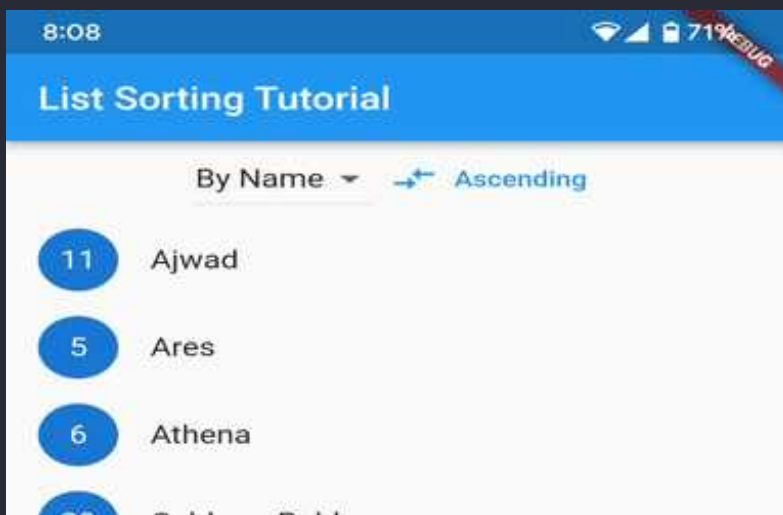 8:08 71%
DEBUG
List Sorting Tutorial
By Name Ascending
11 Ajwad
5 Ares
6 Athena